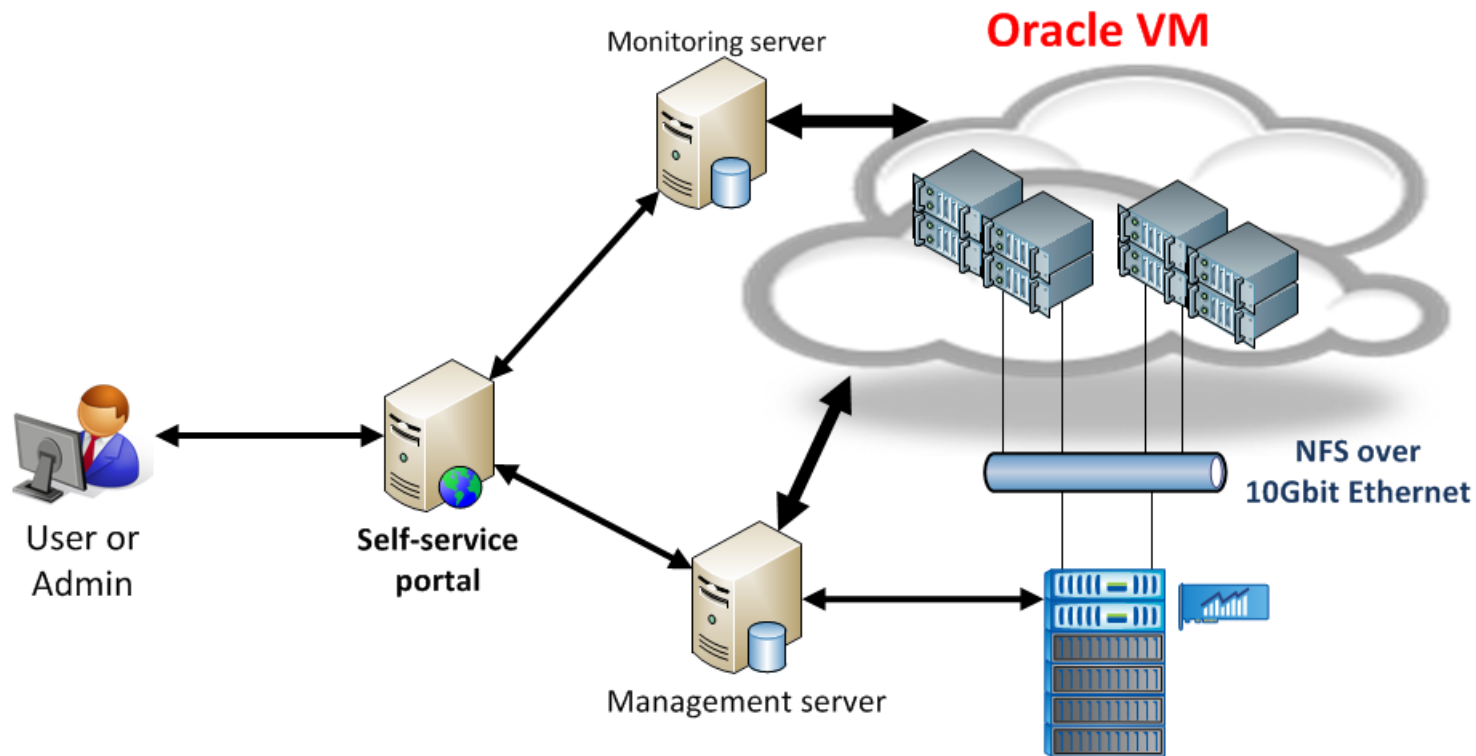 Oracle VM
Monitoring server
NFS over
10Gbit Ethernet
User or
Admin
Self-service
portal
Management server